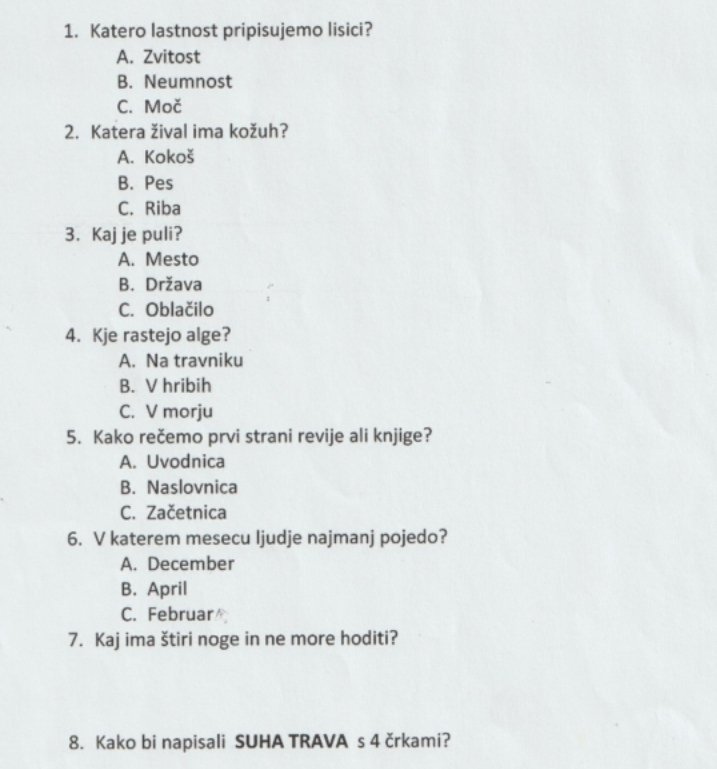 1. Katero lastnost pripisujemo lisici?
A. Zvitost
B. Neumnost
C. Moč
2. Katera žival ima kožuh?
A. Kokoš
B. Pes
C. Riba
3. Kaj je puli?
A. Mesto
B. Država
C. Oblačilo
4. Kje rastejo alge?
A. Na travniku
B. V hribih
C. V morju
5. Kako rečemo prvi strani revije ali knjige?
A. Uvodnica
B. Naslovnica
C. Začetnica
6. V katerem mesecu ljudje najmanj pojedo?
A. December
B. April
C. Februar
7. Kaj ima štiri noge in ne more hoditi?
8. Kako bi napisali SUHA TRAVA s 4 črkami?